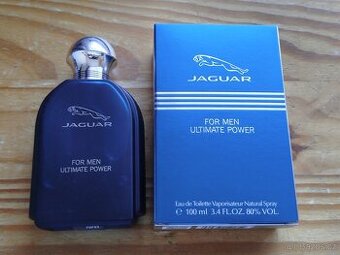 JAGUAR
FOR MEN
ULTIMATE POWER
JAGUAR
FOR MEN
ULTIMATE POWER
Eau de Toilette Vaporisateur Natural Spray
℮ 100 ml 3.4 FL.OZ. 80% VOL.